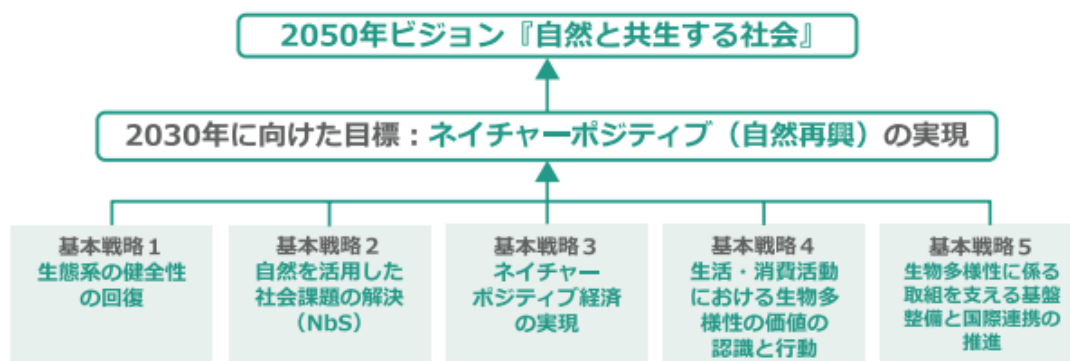 2050年ビジョン『自然と共生する社会』
2030年に向けた目標：ネイチャーポジティブ（自然再興）の実現
基本戦略１
生態系の健全性
の回復
基本戦略２
自然を活用した
社会課題の解決
（NbS）
基本戦略３
ネイチャー
ポジティブ経済
の実現
基本戦略４
生活・消費活動
における生物多
様性の価値の
認識と行動
基本戦略５
生物多様性に係る
取組を支える基盤
整備と国際連携の
推進